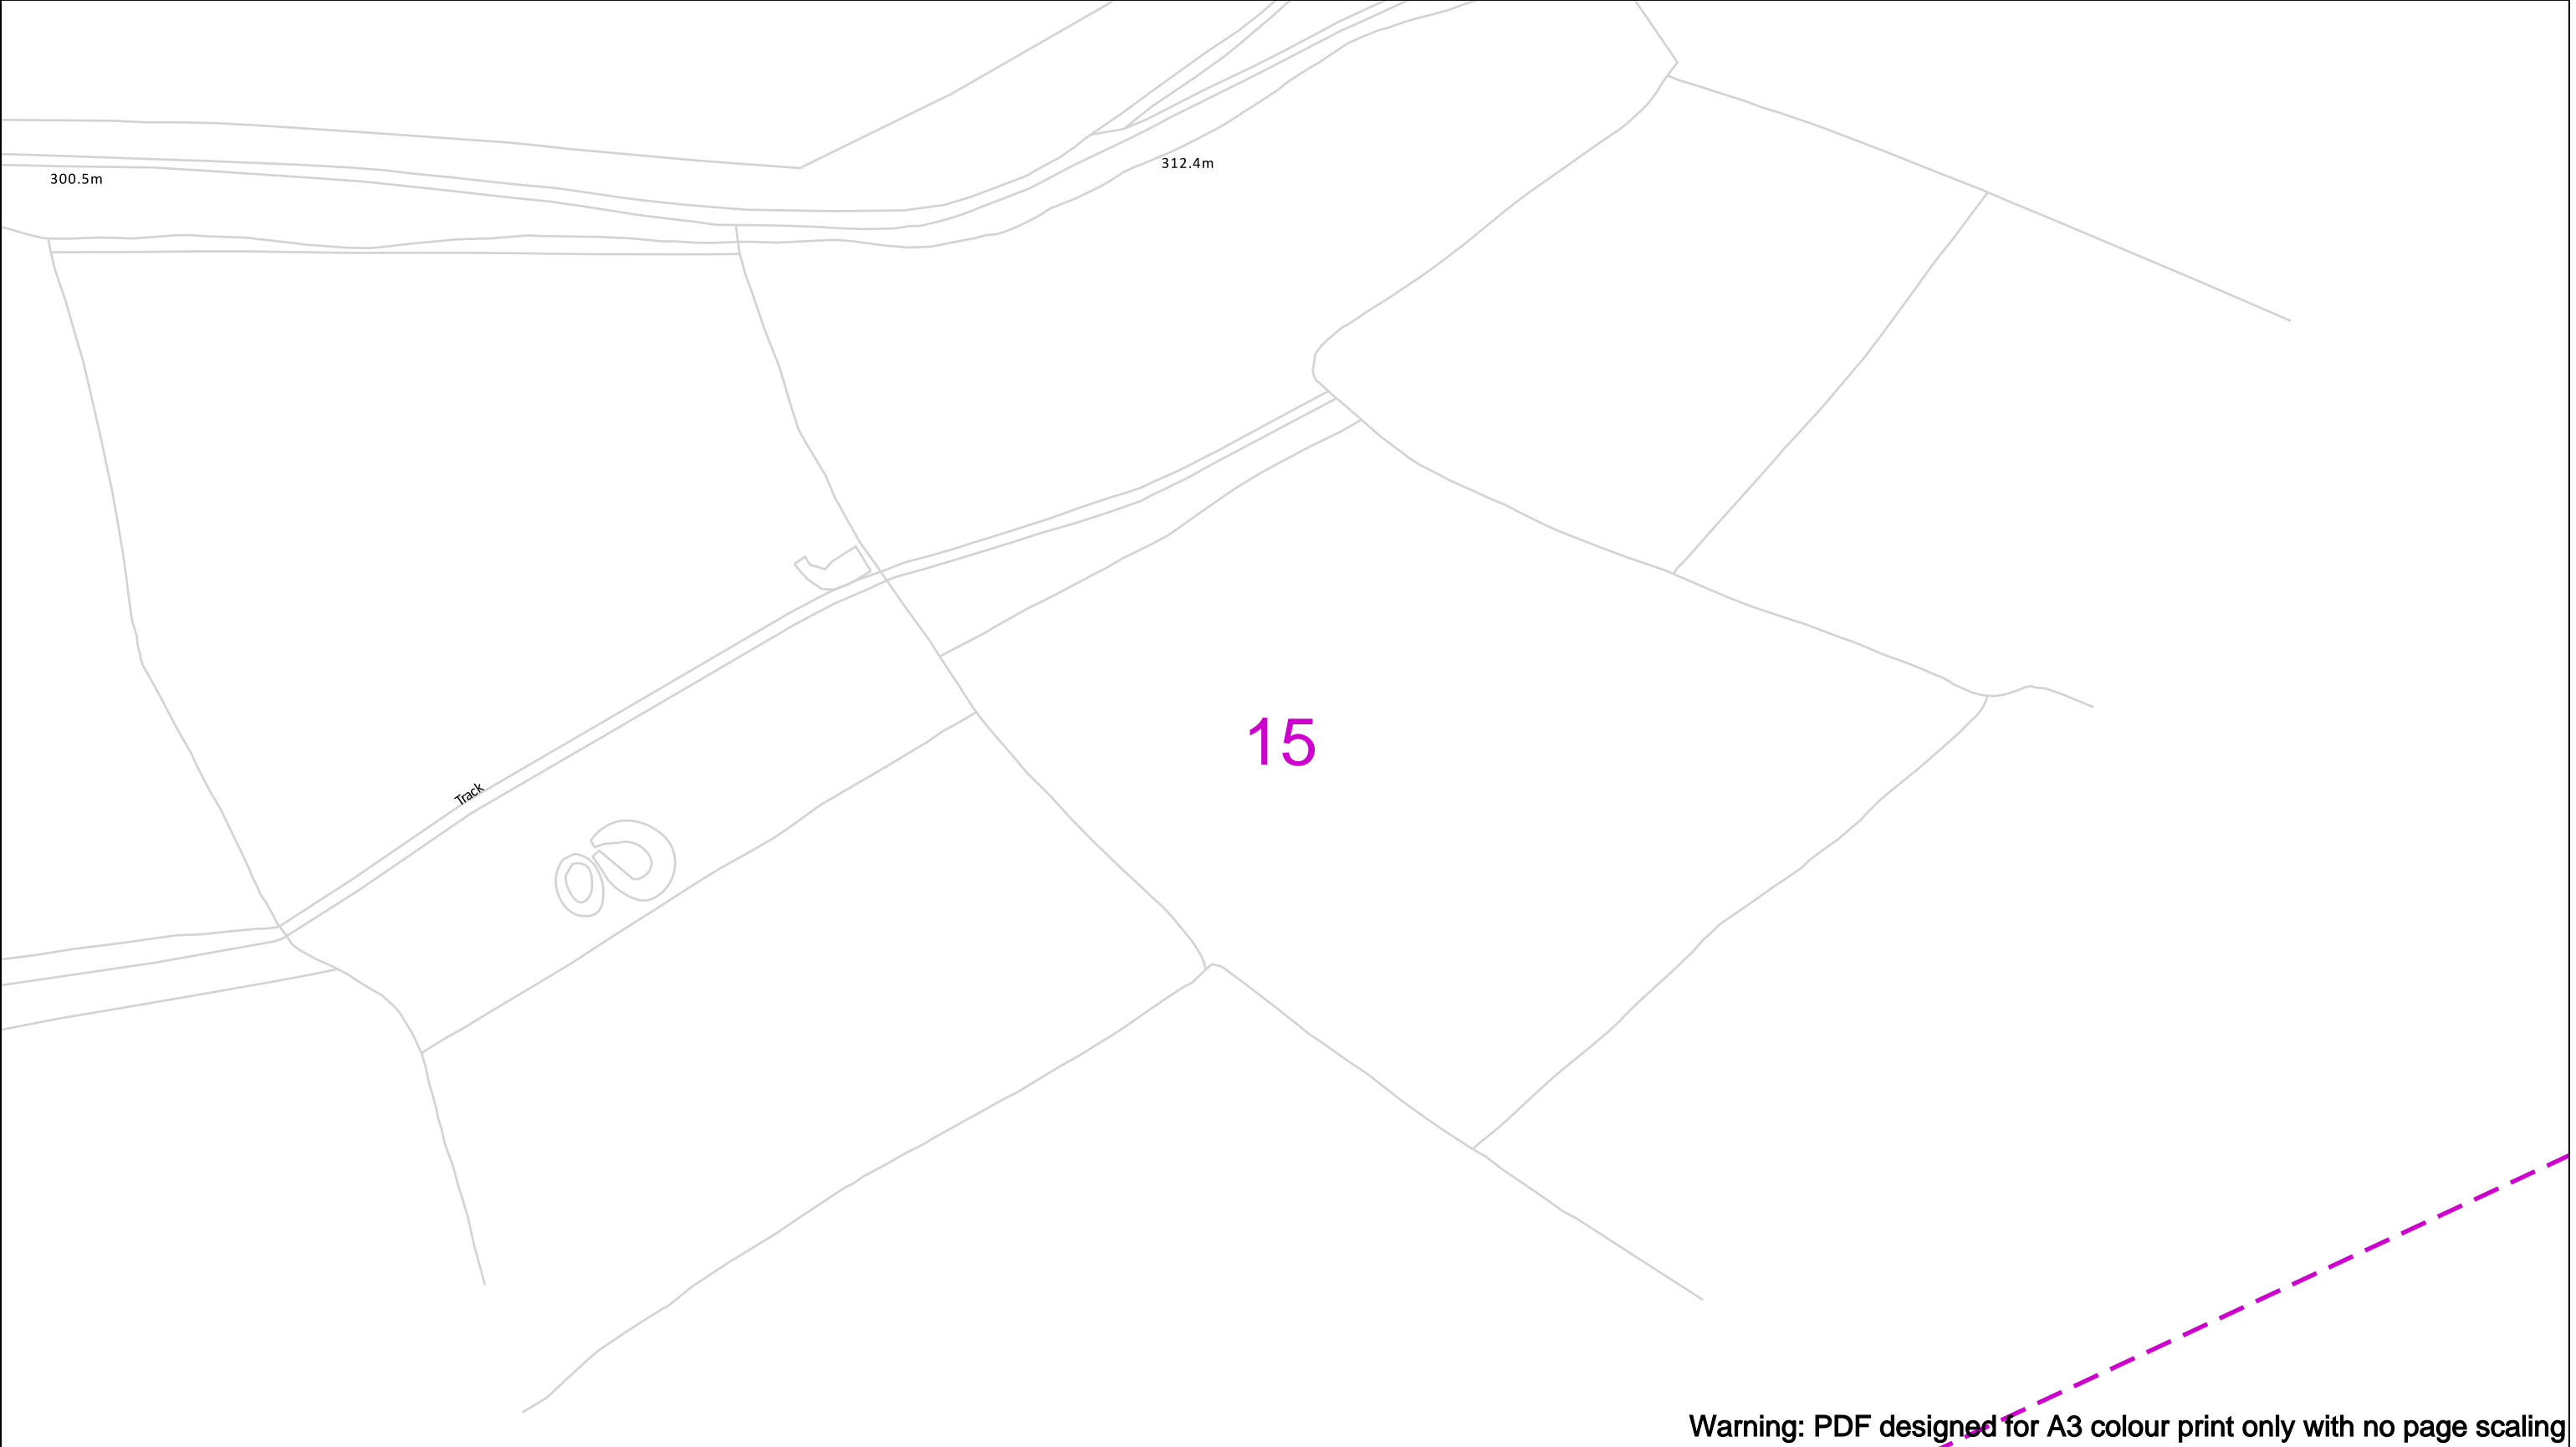 312.4m
300.5m
15
Track
Warning: PDF designed for A3 colour print only with no page scaling